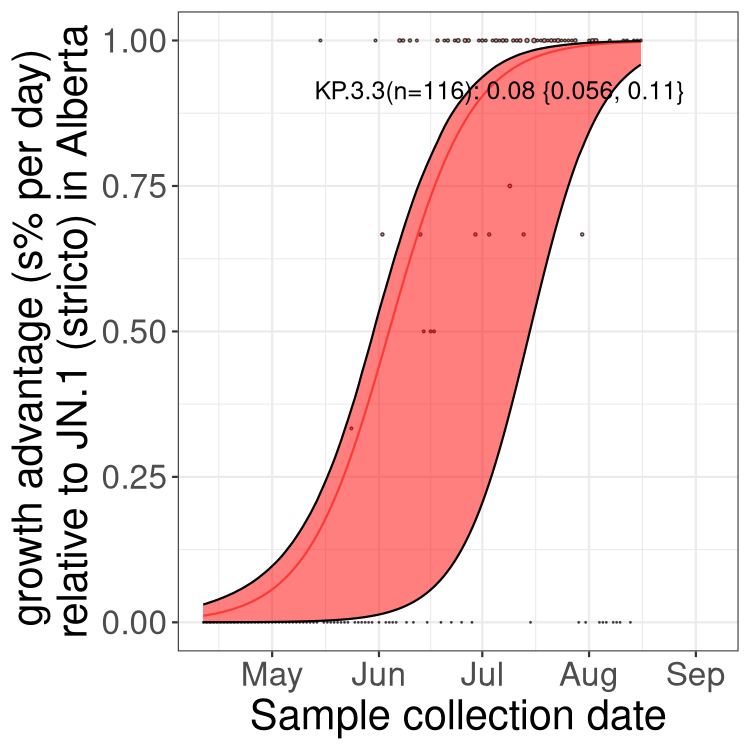 growth advantage (s% per day)
relative to JN.1 (stricto) in Alberta
1.00
0.75
0.50
0.25
0.00
KP.3.3(n=116): 0.08 {0.056, 0.11}
May Jun Jul Aug Sep
Sample collection date